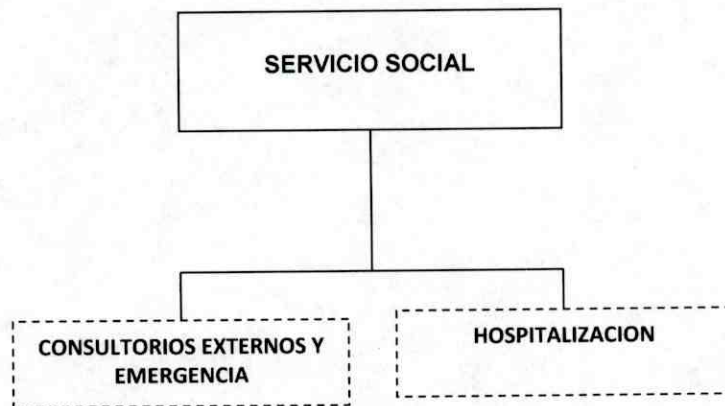 SERVICIO SOCIAL
CONSULTORIOS EXTERNOS Y
EMERGENCIA
HOSPITALIZACION